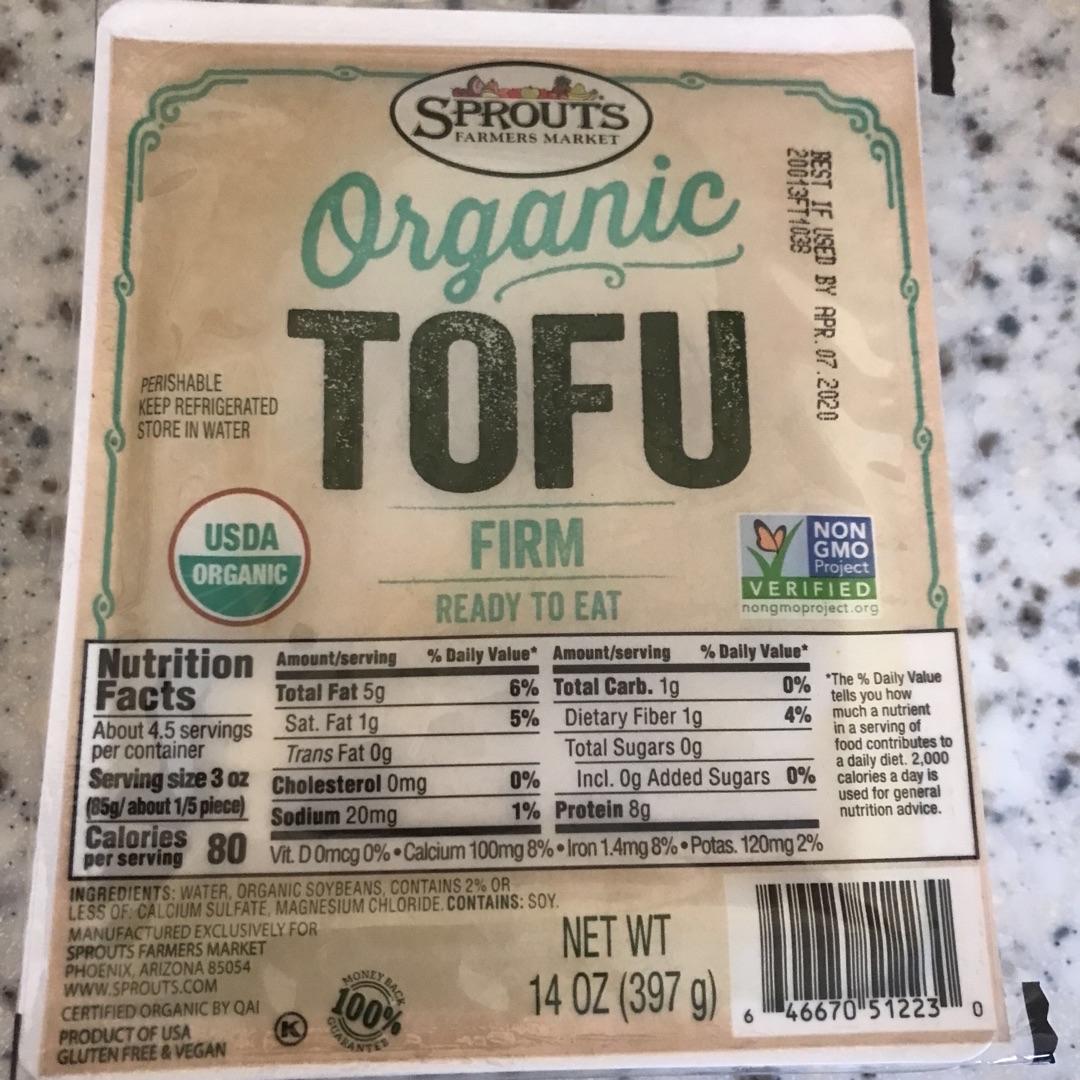 SPROUTS
FARMERS MARKET
Organic
TOFU
BEST IF USED BY APR. 07 .2020
20013FT1038
PERISHABLE
KEEP REFRIGERATED
STORE IN WATER
USDA
ORGANIC
FIRM
READY TO EAT
NON
GMO
Project
VERIFIED
nongmoproject.org
Nutrition
Facts
About 4.5 servings
per container
Serving size 3 oz
(85g/ about 1/5 piece)
Calories
per serving 80
Amount/serving % Daily Value*
Total Fat 5g 6%
Sat. Fat 1g 5%
Trans Fat 0g
Cholesterol 0mg 0%
Sodium 20mg 1%
Amount/serving % Daily Value*
Total Carb. 1g 0%
Dietary Fiber 1g 4%
Total Sugars 0g
Incl. 0g Added Sugars 0%
Protein 8g
Vit. D 0mcg 0% • Calcium 100mg 8% • Iron 1.4mg 8% • Potas. 120mg 2%
*The % Daily Value
tells you how
much a nutrient
in a serving of
food contributes to
a daily diet. 2,000
calories a day is
used for general
nutrition advice.
INGREDIENTS: WATER, ORGANIC SOYBEANS, CONTAINS 2% OR
LESS OF: CALCIUM SULFATE, MAGNESIUM CHLORIDE. CONTAINS: SOY.
MANUFACTURED EXCLUSIVELY FOR
SPROUTS FARMERS MARKET
PHOENIX, ARIZONA 85054
WWW.SPROUTS.COM
CERTIFIED ORGANIC BY QAI
PRODUCT OF USA
GLUTEN FREE & VEGAN
K
MONEY BACK
100%
GUARANTEE
NET WT
14 OZ (397 g)
6 46670 51223 0